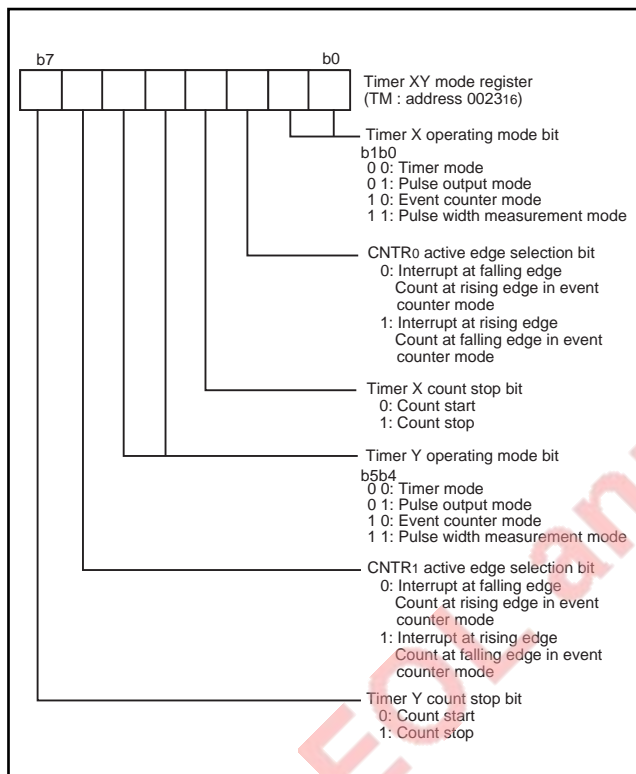 b7 b0
Timer XY mode register
(TM : address 002316)
Timer X operating mode bit
b1b0
0 0: Timer mode
0 1: Pulse output mode
1 0: Event counter mode
1 1: Pulse width measurement mode
CNTR0 active edge selection bit
0: Interrupt at falling edge
Count at rising edge in event
counter mode
1: Interrupt at rising edge
Count at falling edge in event
counter mode
Timer X count stop bit
0: Count start
1: Count stop
Timer Y operating mode bit
b5b4
0 0: Timer mode
0 1: Pulse output mode
1 0: Event counter mode
1 1: Pulse width measurement mode
CNTR1 active edge selection bit
0: Interrupt at falling edge
Count at rising edge in event
counter mode
1: Interrupt at rising edge
Count at falling edge in event
counter mode
Timer Y count stop bit
0: Count start
1: Count stop
EOL an